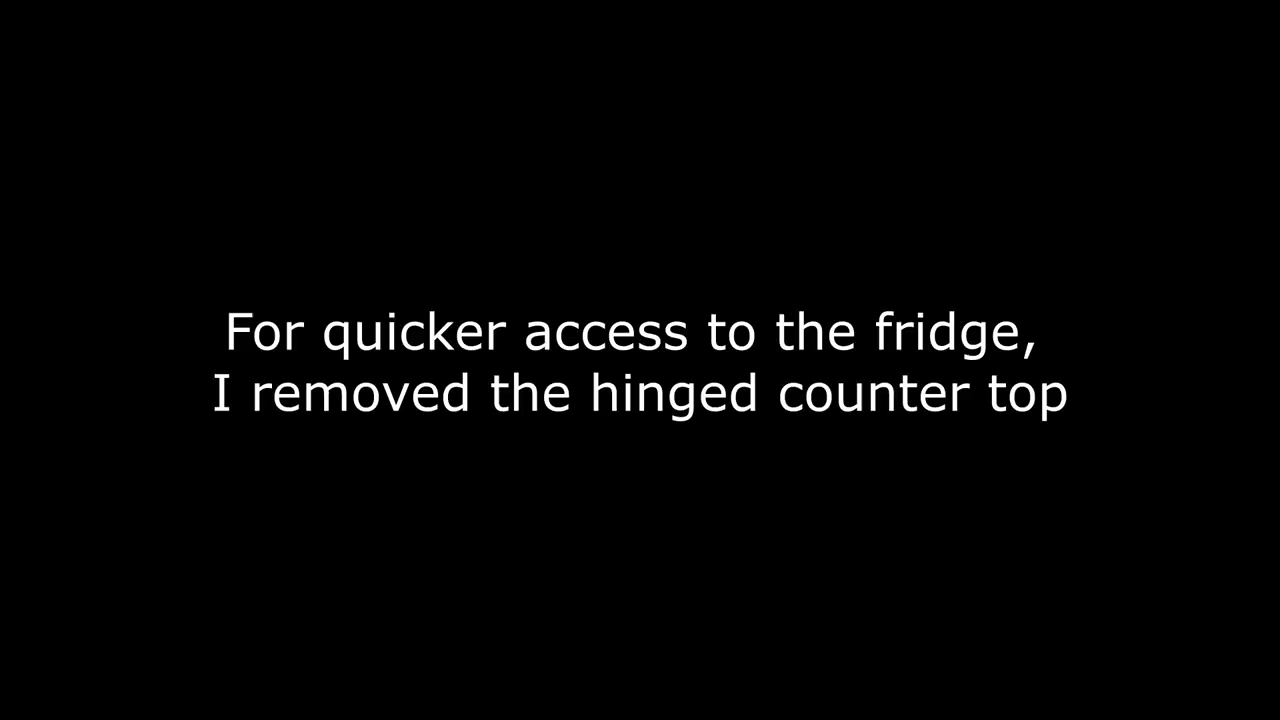 For quicker access to the fridge,
I removed the hinged counter top